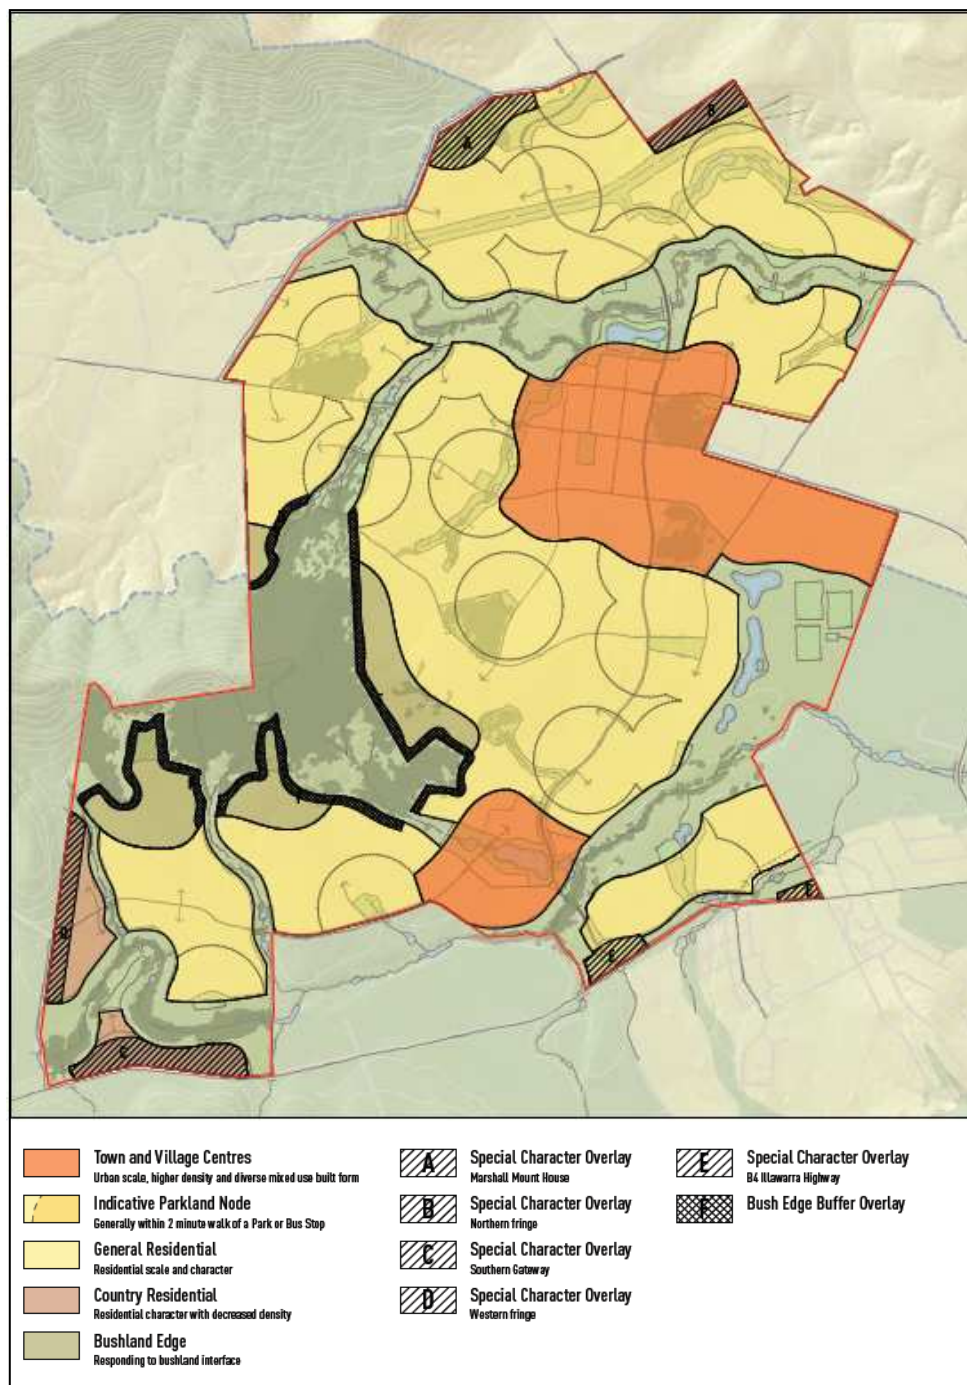 A
B
D
C
E
E
Town and Village Centres
Urban scale, higher density and diverse mixed use built form
Indicative Parkland Node
Generally within 2 minute walk of a Park or Bus Stop
General Residential
Residential scale and character
Country Residential
Residential character with decreased density
Bushland Edge
Responding to bushland interface
A
Special Character Overlay
Marshall Mount House
B
Special Character Overlay
Northern fringe
C
Special Character Overlay
Southern Gateway
D
Special Character Overlay
Western fringe
E
Special Character Overlay
B4 Illawarra Highway
F
Bush Edge Buffer Overlay